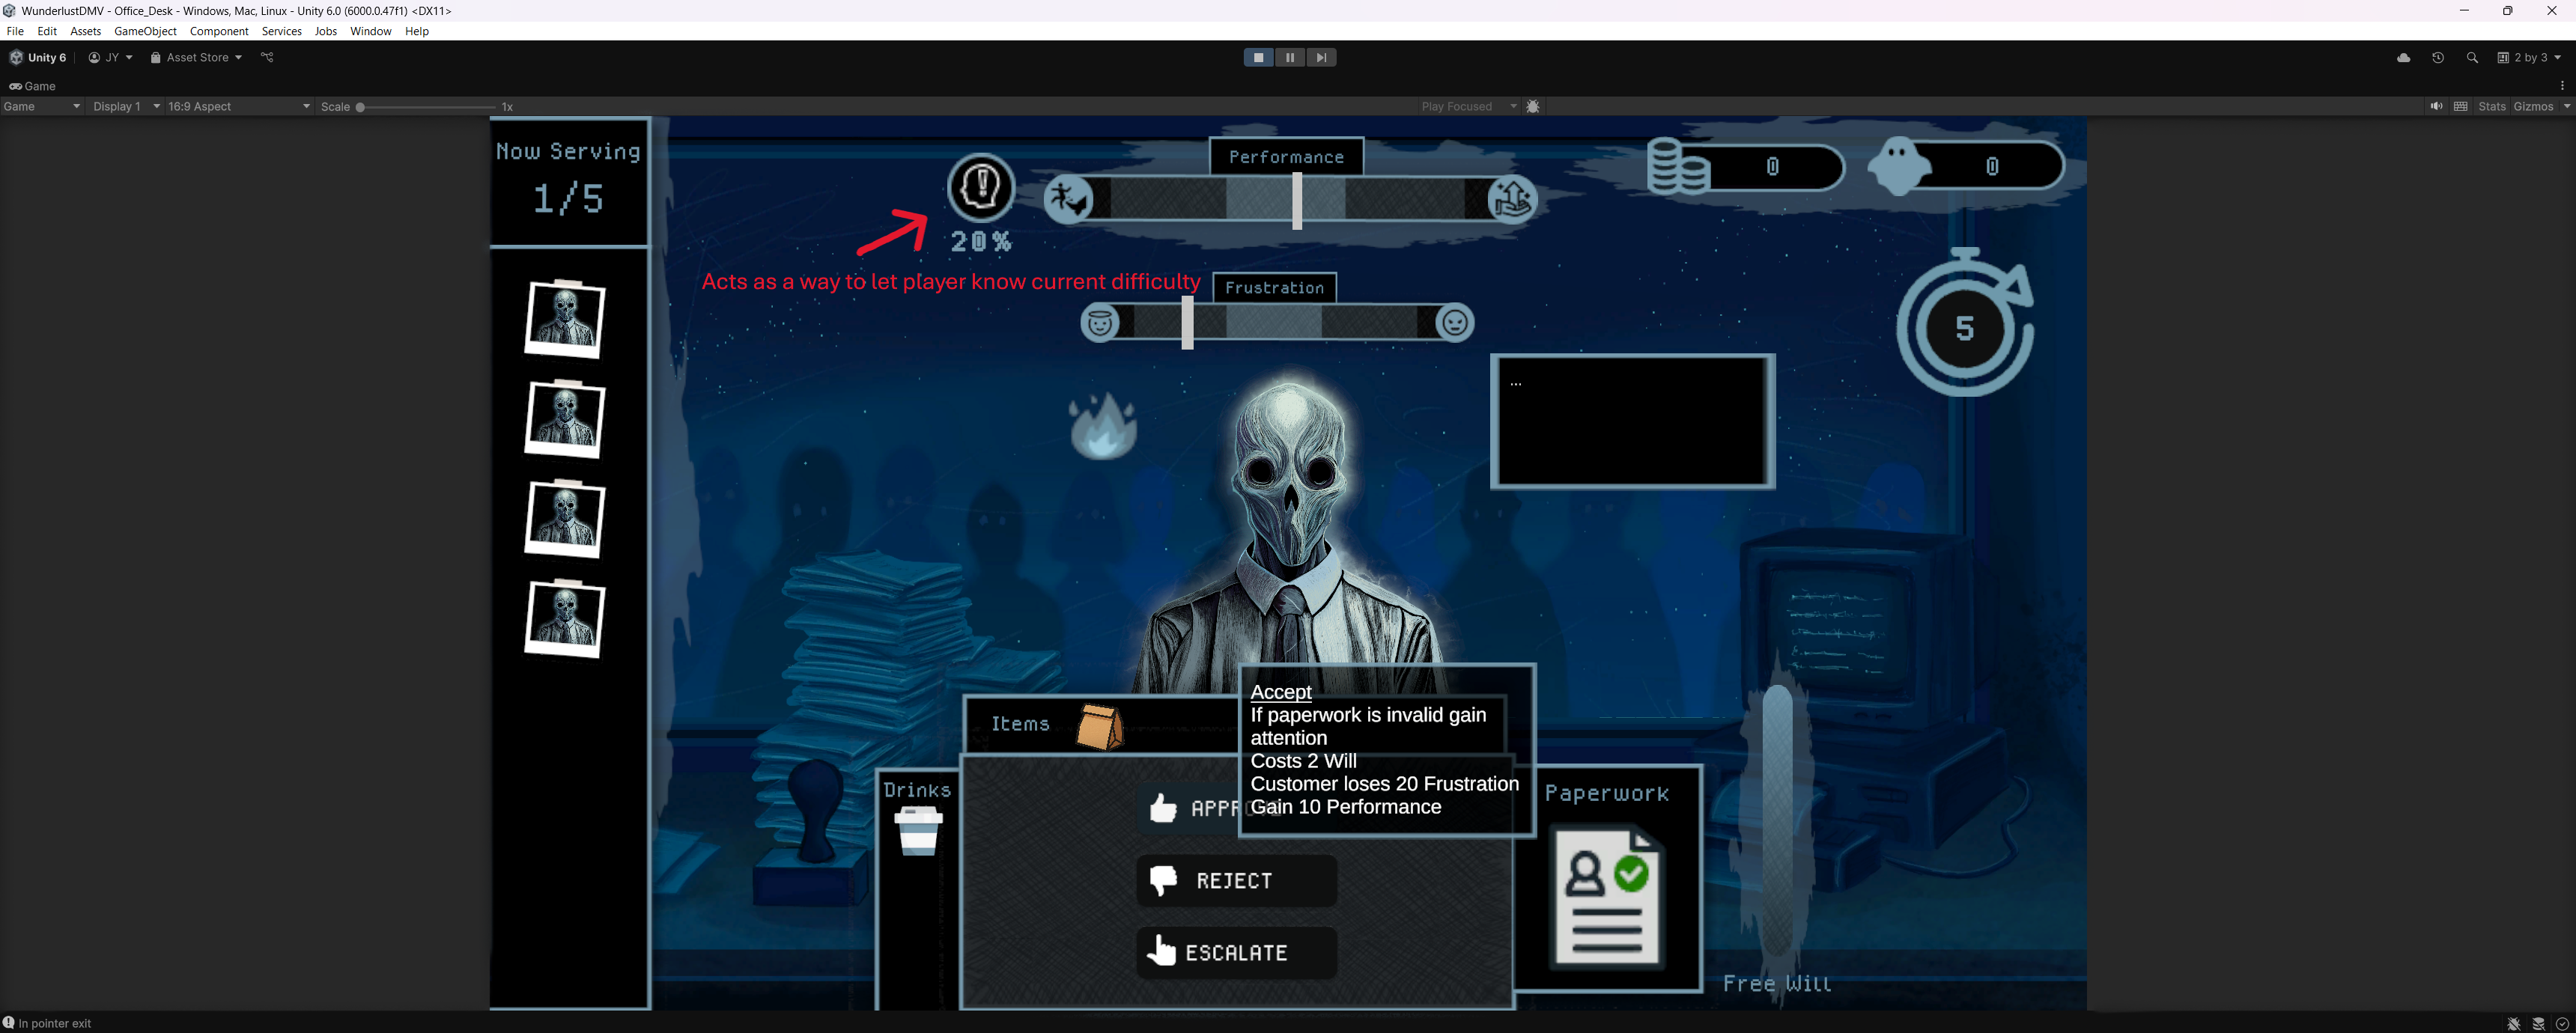 WunderlustDMV - Office_Desk - Windows, Mac, Linux - Unity 6.0 (6000.0.47f1) <DX11>
File Edit Assets GameObject Component Services Jobs Window Help
Unity 6 JY Asset Store 2 by 3
Game
Game Display 1 16:9 Aspect Scale 1x Play Focused Stats Gizmos
Now Serving
1/5
Performance
0
0
20%
Acts as a way to let player know current difficulty
Frustration
5
...
Items
Accept
If paperwork is invalid gain
attention
Costs 2 Will
Customer loses 20 Frustration
Gain 10 Performance
Drinks
APPROVE
REJECT
ESCALATE
Paperwork
Free Will
In pointer exit